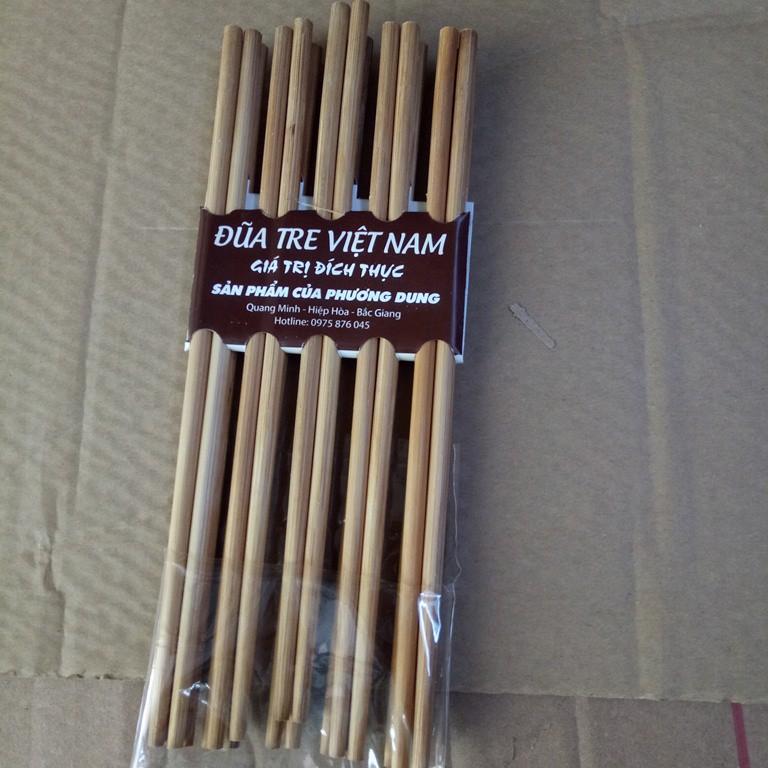 ĐŨA TRE VIỆT NAM
GIÁ TRỊ ĐÍCH THỰC
SẢN PHẨM CỦA PHƯƠNG DUNG
Quang Minh - Hiệp Hòa - Bắc Giang
Hotline: 0975 876 045